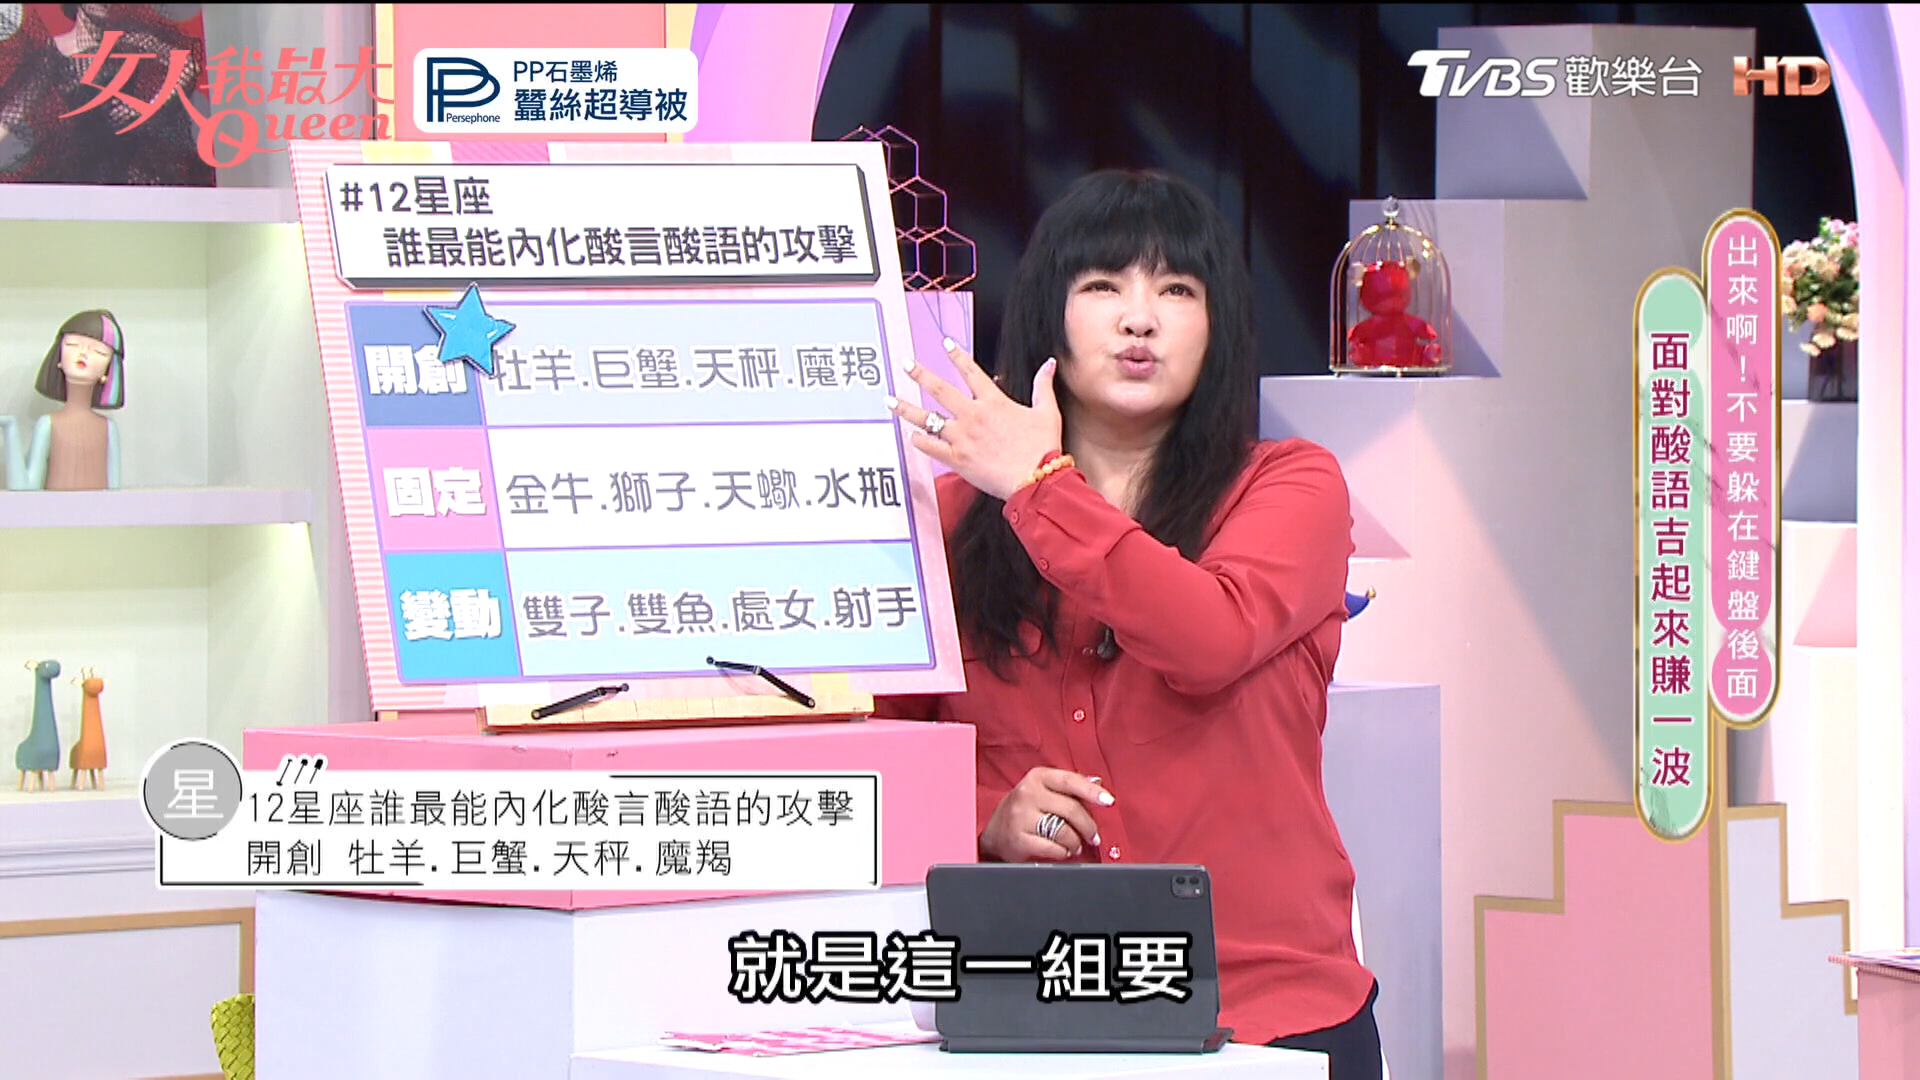 女人我最大
Queen
PP石墨烯
蠶絲超導被
Persephone
TVBS歡樂台 HD
#12星座
誰最能內化酸言酸語的攻擊
開創 牡羊.巨蟹.天秤.魔羯
固定 金牛.獅子.天蠍.水瓶
變動 雙子.雙魚.處女.射手
出來啊！不要躲在鍵盤後面
面對酸語吉起來賺一波
星
12星座誰最能內化酸言酸語的攻擊
開創 牡羊.巨蟹.天秤.魔羯
就是這一組要